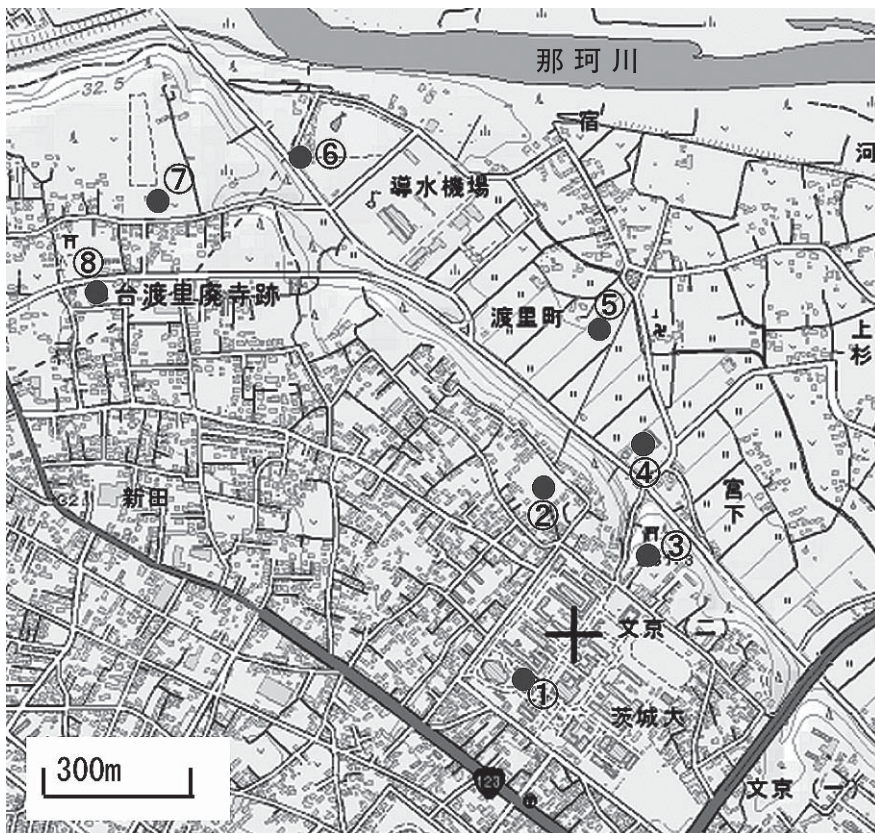 那珂川
32.5
宿
⑥
河
導水機場
⑦
⑧
台渡里廃寺跡
⑤
渡里町
上杉
④
宮下
新田
②
③
文京（二）
①
茨城大
300m
123
文京（一）